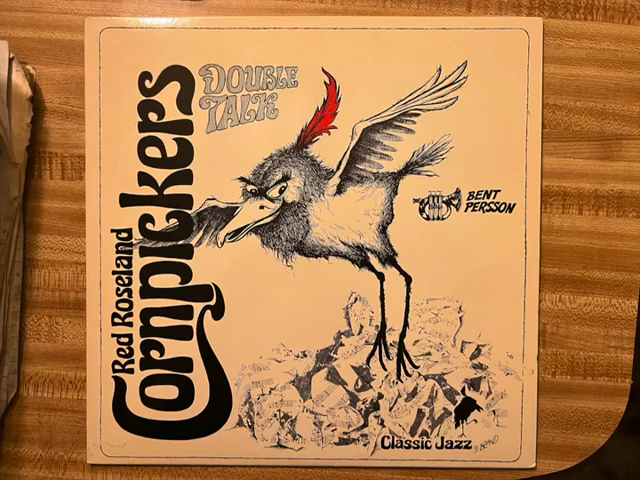 DOUBLE
TALK
Red Roseland
Cornpickers
BENT
PERSSON
Classic Jazz